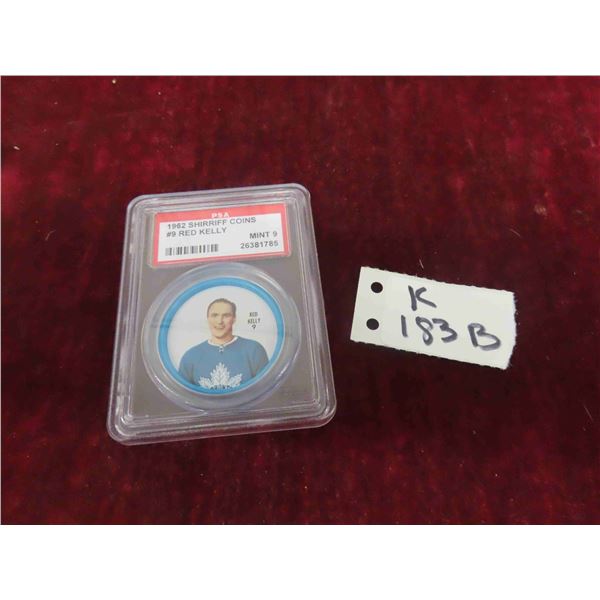 PSA
1962 SHIRRIFF COINS
#9 RED KELLY MINT 9
26381785
RED
KELLY
9
K
183 B